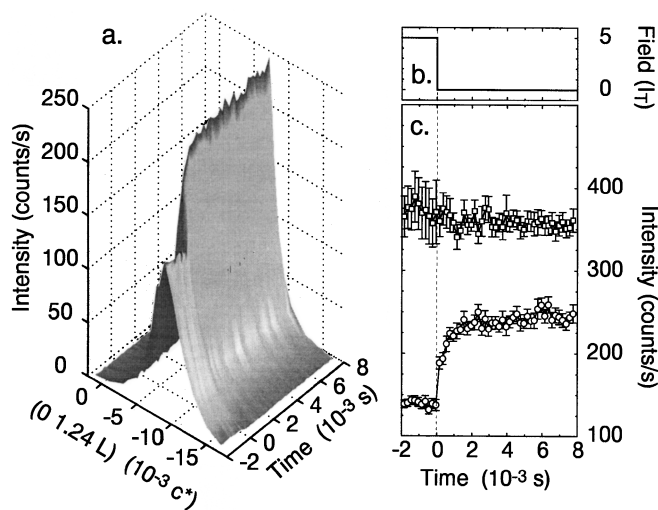 a.
250
200
150
100
50
0
Intensity (counts/s)
0
-5
-10
-15
(0 1.24 L) (10-3 c*)
-2
0
2
4
6
8
Time (10-3 s)
b.
5
0
Field (IT)
c.
400
300
200
100
Intensity (counts/s)
-2 0 2 4 6 8
Time (10-3 s)